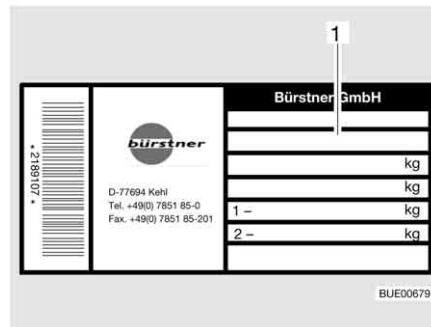 1
Bürstner GmbH
* 2189107 *
bürstner
D-77694 Kehl
Tel. +49(0) 7851 85-0
Fax. +49(0) 7851 85-201
kg
kg
1 – kg
2 – kg
BUE00679